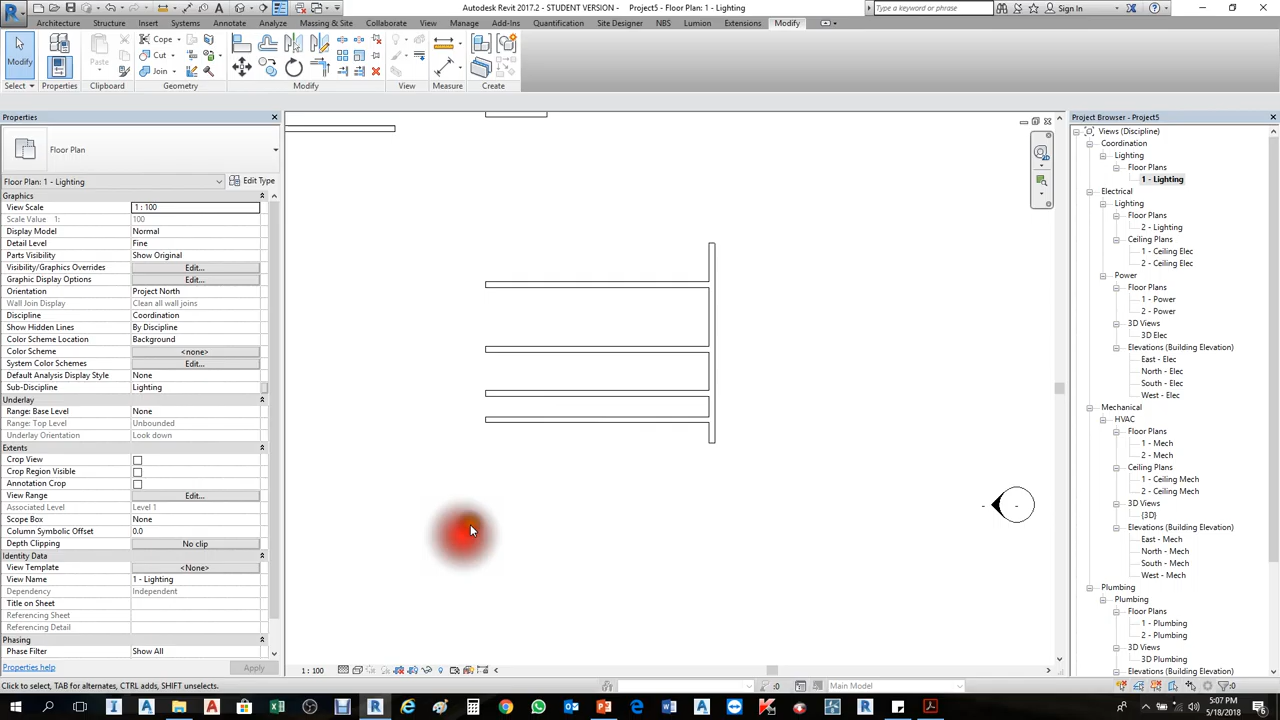 Autodesk Revit 2017.2 - STUDENT VERSION - Project5 - Floor Plan: 1 - Lighting
Type a keyword or phrase
Sign In
Architecture Structure Insert Systems Annotate Analyze Massing & Site Collaborate View Manage Add-Ins Quantification Site Designer NBS Lumion Extensions Modify
Modify
Paste
Cope
Cut
Join
Select Properties Clipboard Geometry Modify View Measure Create
Properties
Floor Plan
Floor Plan: 1 - Lighting
Edit Type
Graphics
View Scale 1 : 100
Scale Value 1: 100
Display Model Normal
Detail Level Fine
Parts Visibility Show Original
Visibility/Graphics Overrides Edit...
Graphic Display Options Edit...
Orientation Project North
Wall Join Display Clean all wall joins
Discipline Coordination
Show Hidden Lines By Discipline
Color Scheme Location Background
Color Scheme <none>
System Color Schemes Edit...
Default Analysis Display Style None
Sub-Discipline Lighting
Underlay
Range: Base Level None
Range: Top Level Unbounded
Underlay Orientation Look down
Extents
Crop View
Crop Region Visible
Annotation Crop
View Range Edit...
Associated Level Level 1
Scope Box None
Column Symbolic Offset 0.0
Depth Clipping No clip
Identity Data
View Template <None>
View Name 1 - Lighting
Dependency Independent
Title on Sheet
Referencing Sheet
Referencing Detail
Phasing
Phase Filter Show All
Properties help
Apply
1 : 100
Project Browser - Project5
Views (Discipline)
Coordination
Lighting
Floor Plans
1 - Lighting
Electrical
Lighting
Floor Plans
2 - Lighting
Ceiling Plans
1 - Ceiling Elec
2 - Ceiling Elec
Power
Floor Plans
1 - Power
2 - Power
3D Views
3D Elec
Elevations (Building Elevation)
East - Elec
North - Elec
South - Elec
West - Elec
Mechanical
HVAC
Floor Plans
1 - Mech
2 - Mech
Ceiling Plans
1 - Ceiling Mech
2 - Ceiling Mech
3D Views
{3D}
Elevations (Building Elevation)
East - Mech
North - Mech
South - Mech
West - Mech
Plumbing
Plumbing
Floor Plans
1 - Plumbing
2 - Plumbing
3D Views
3D Plumbing
Elevations (Building Elevation)
Click to select, TAB for alternates, CTRL adds, SHIFT unselects.
:0
Main Model
:0
5:07 PM
5/18/2018